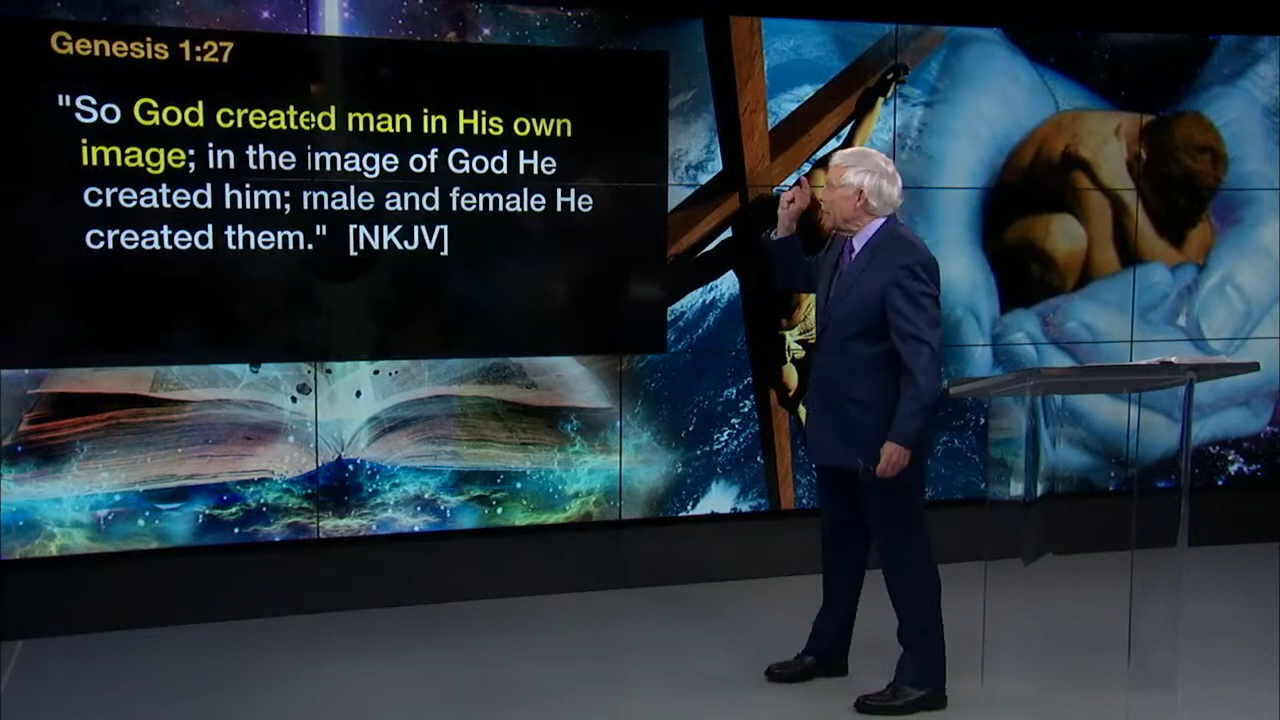 Genesis 1:27
"So God created man in His own
image; in the image of God He
created him; male and female He
created them." [NKJV]